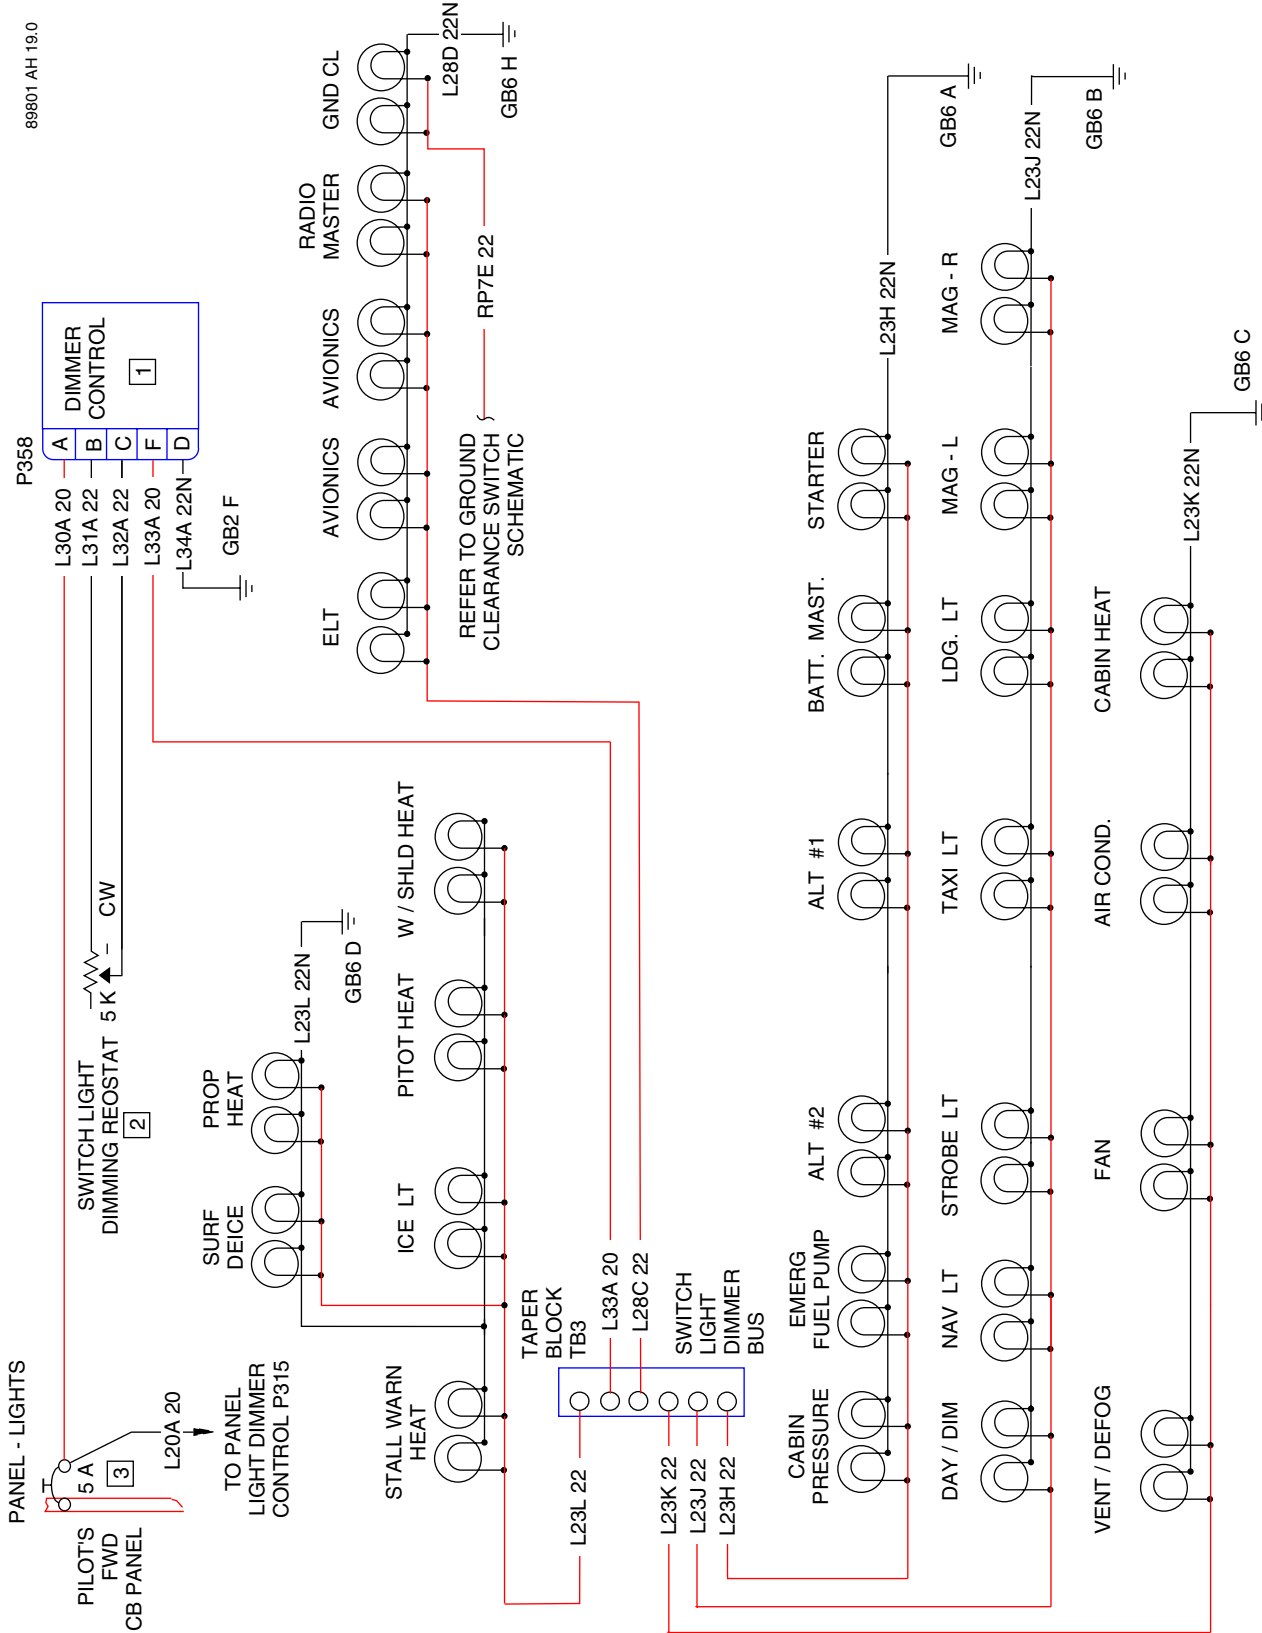 89801 AH 19.0
PANEL - LIGHTS
5 A
3
PILOT'S
FWD
CB PANEL
L20A 20
TO PANEL
LIGHT DIMMER
CONTROL P315
SWITCH LIGHT
DIMMING REOSTAT
2
5 K
CW
P358
L30A 20
L31A 22
L32A 22
L33A 20
L34A 22N
A
B
C
F
D
DIMMER
CONTROL
1
GB2 F
SURF
DEICE
PROP
HEAT
L23L 22N
GB6 D
STALL WARN
HEAT
ICE LT
PITOT HEAT
W / SHLD HEAT
ELT
AVIONICS
AVIONICS
RADIO
MASTER
GND CL
L28D 22N
GB6 H
RP7E 22
REFER TO GROUND
CLEARANCE SWITCH
SCHEMATIC
TAPER
BLOCK
TB3
L23L 22
L33A 20
L28C 22
L23K 22
L23J 22
L23H 22
SWITCH
LIGHT
DIMMER
BUS
CABIN
PRESSURE
EMERG
FUEL PUMP
ALT #2
ALT #1
BATT. MAST.
STARTER
L23H 22N
GB6 A
DAY / DIM
NAV LT
STROBE LT
TAXI LT
LDG. LT
MAG - L
MAG - R
L23J 22N
GB6 B
VENT / DEFOG
FAN
AIR COND.
CABIN HEAT
L23K 22N
GB6 C